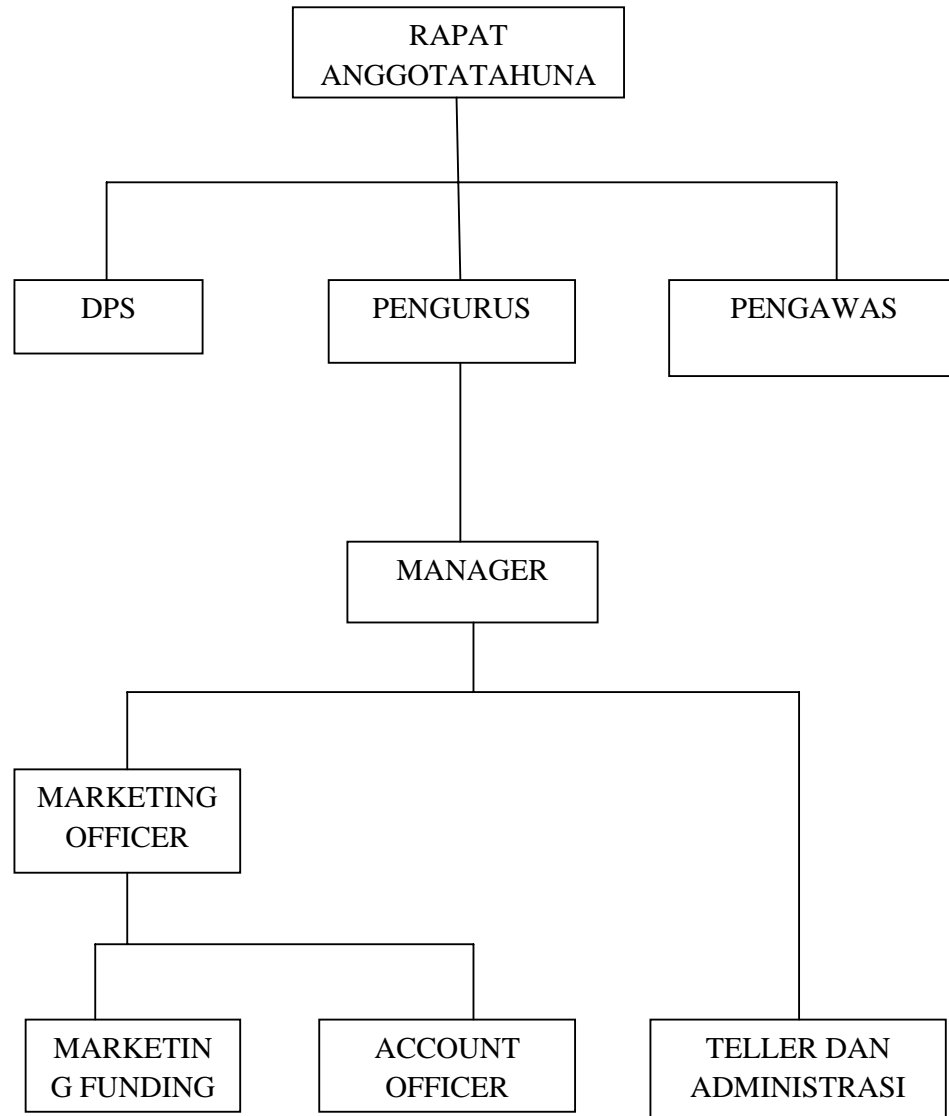 RAPAT
ANGGOTATAHUNA
DPS
PENGURUS
PENGAWAS
MANAGER
MARKETING
OFFICER
MARKETIN
G FUNDING
ACCOUNT
OFFICER
TELLER DAN
ADMINISTRASI